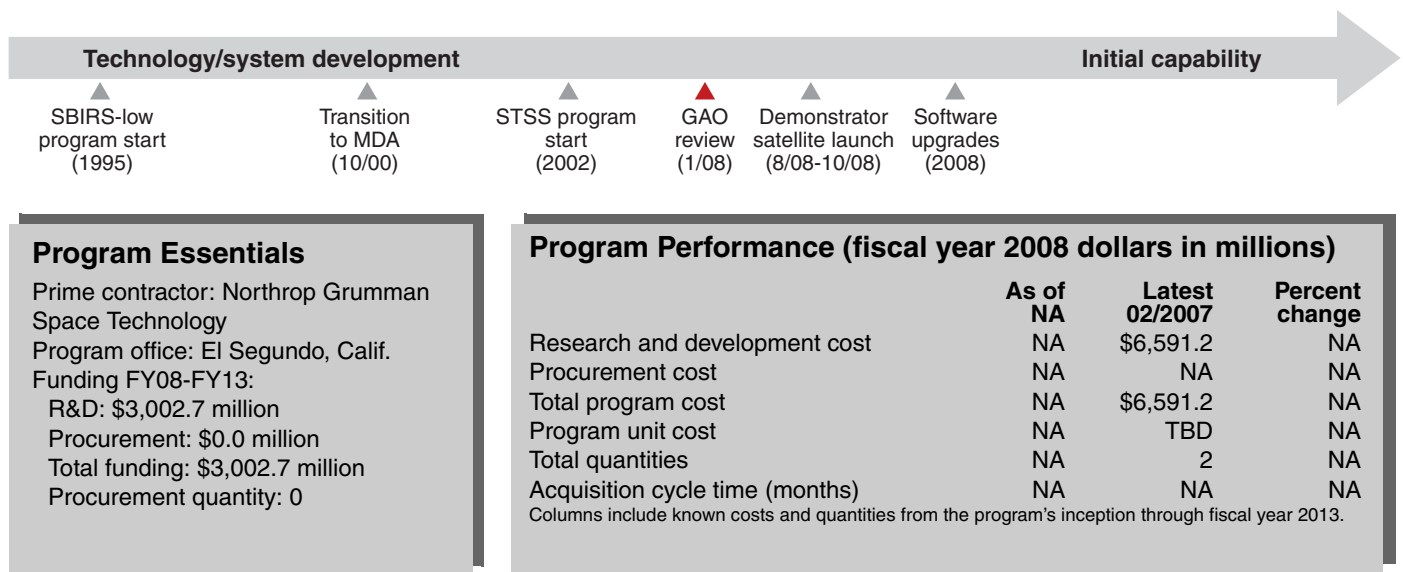 Technology/system development Initial capability
SBIRS-low Transition STSS program GAO Demonstrator Software
program start to MDA start review satellite launch upgrades
(1995) (10/00) (2002) (1/08) (8/08-10/08) (2008)
Program Essentials
Prime contractor: Northrop Grumman
Space Technology
Program office: El Segundo, Calif.
Funding FY08-FY13:
R&D: $3,002.7 million
Procurement: $0.0 million
Total funding: $3,002.7 million
Procurement quantity: 0
Program Performance (fiscal year 2008 dollars in millions)
As of Latest Percent
NA 02/2007 change
Research and development cost NA $6,591.2 NA
Procurement cost NA NA NA
Total program cost NA $6,591.2 NA
Program unit cost NA TBD NA
Total quantities NA 2 NA
Acquisition cycle time (months) NA NA NA
Columns include known costs and quantities from the program's inception through fiscal year 2013.